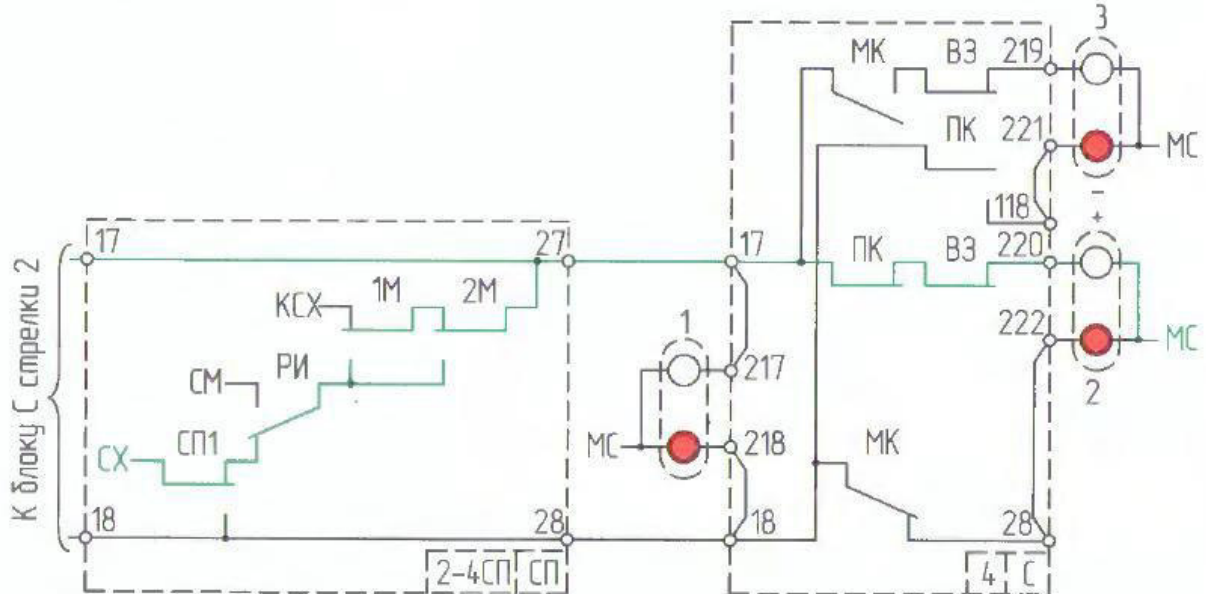 К блоку С стрелки 2
17
27
КСХ
1М
2М
СМ
РИ
СХ
СП1
18
28
2-4СП
СП
1
МС
217
218
17
18
МК
ВЗ
219
3
ПК
221
МС
118
-
+
ПК
ВЗ
220
222
МС
2
МК
28
4
С